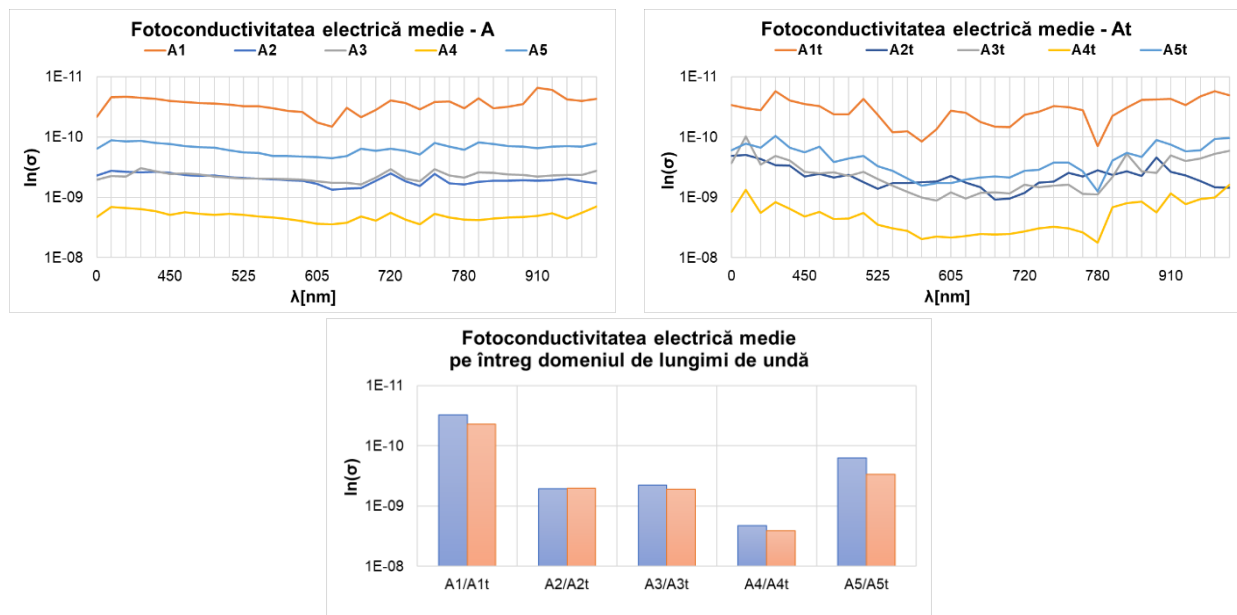 Fotoconductivitatea electrică medie - A
A1 A2 A3 A4 A5
1E-11
1E-10
1E-09
1E-08
ln(σ)
0 450 525 605 720 780 910
λ[nm]
Fotoconductivitatea electrică medie - At
A1t A2t A3t A4t A5t
1E-11
1E-10
1E-09
1E-08
ln(σ)
0 450 525 605 720 780 910
λ[nm]
Fotoconductivitatea electrică medie
pe întreg domeniul de lungimi de undă
1E-11
1E-10
1E-09
1E-08
ln(σ)
A1/A1t A2/A2t A3/A3t A4/A4t A5/A5t